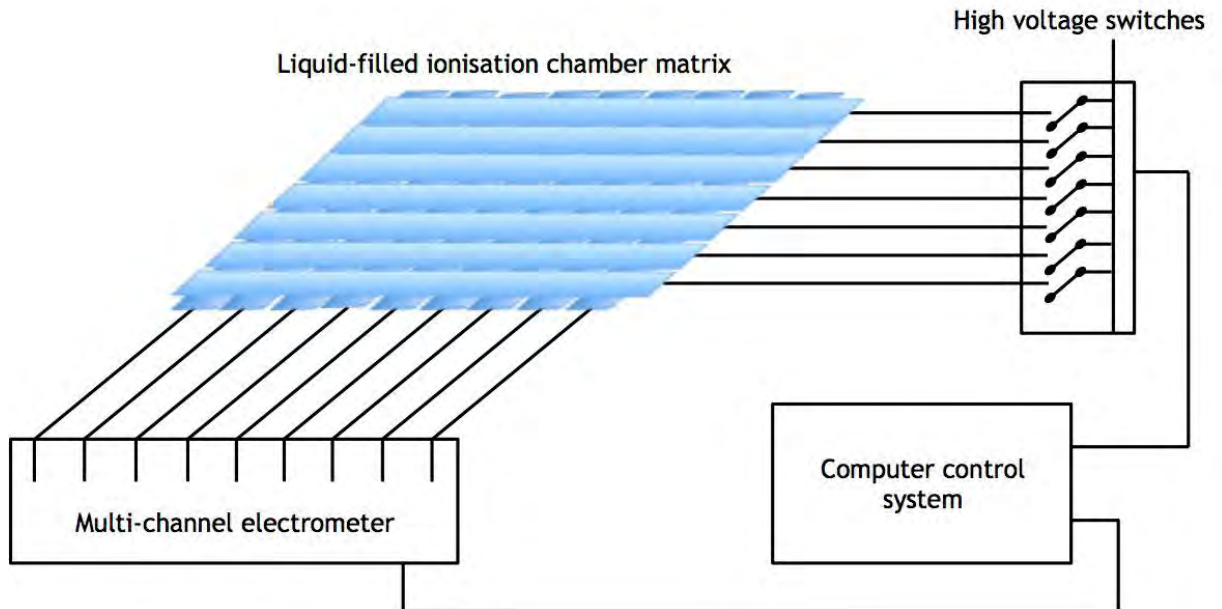 High voltage switches
Liquid-filled ionisation chamber matrix
Computer control
system
Multi-channel electrometer